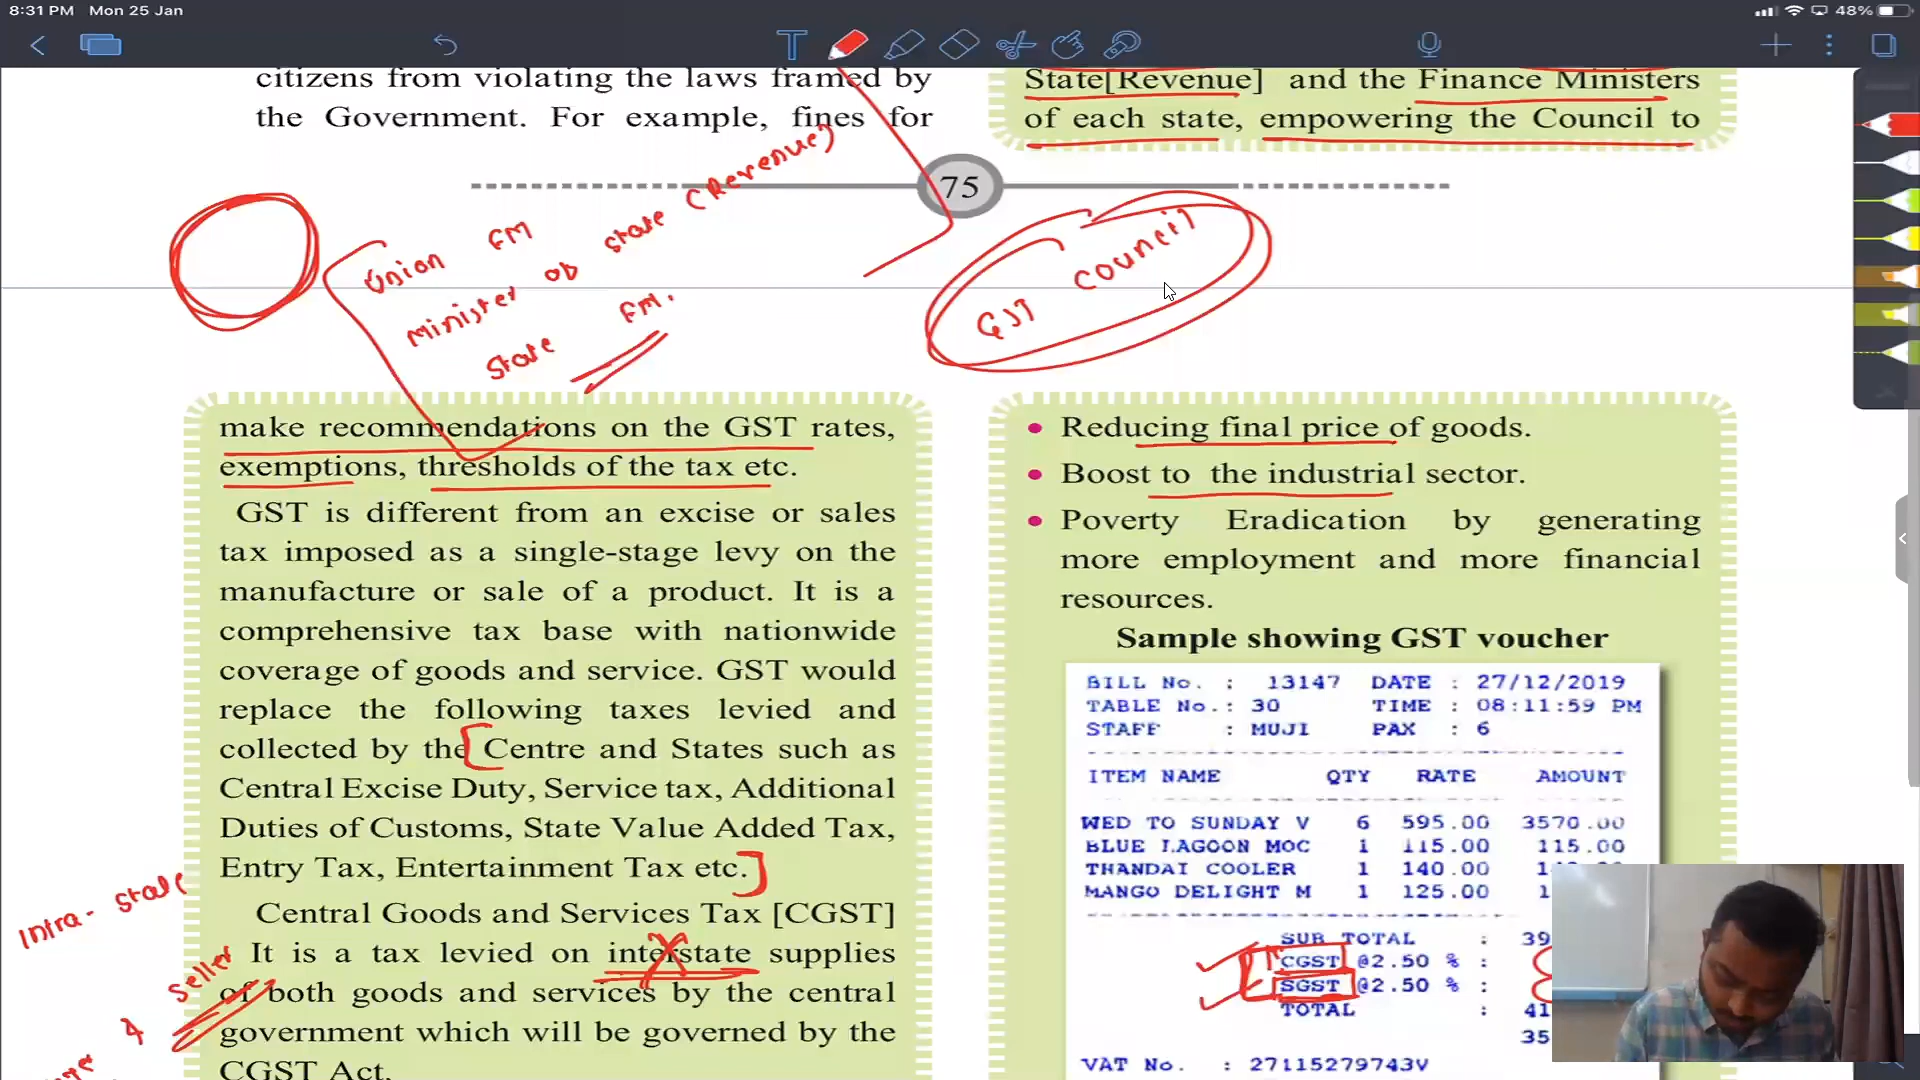 8:31 PM Mon 25 Jan
48%
citizens from violating the laws framed by
the Government. For example, fines for
State[Revenue] and the Finance Ministers
of each state, empowering the Council to
75
Union FM
Minister of State (Revenue)
State FM.
GST Council
make recommendations on the GST rates,
exemptions, thresholds of the tax etc.
GST is different from an excise or sales
tax imposed as a single-stage levy on the
manufacture or sale of a product. It is a
comprehensive tax base with nationwide
coverage of goods and service. GST would
replace the following taxes levied and
collected by the Centre and States such as
Central Excise Duty, Service tax, Additional
Duties of Customs, State Value Added Tax,
Entry Tax, Entertainment Tax etc.
Central Goods and Services Tax [CGST]
It is a tax levied on interstate supplies
of both goods and services by the central
government which will be governed by the
CGST Act,
Intra- State
Seller
&
• Reducing final price of goods.
• Boost to the industrial sector.
• Poverty Eradication by generating
more employment and more financial
resources.
Sample showing GST voucher
BILL No. : 13147 DATE : 27/12/2019
TABLE No.: 30 TIME : 08:11:59 PM
STAFF : MUJI PAX : 6
ITEM NAME QTY RATE AMOUNT
WED TO SUNDAY V 6 595.00 3570.00
BLUE LAGOON MOC 1 115.00 115.00
THANDAI COOLER 1 140.00
MANGO DELIGHT M 1 125.00
SUB TOTAL : 39
CGST @2.50 % :
SGST @2.50 % :
TOTAL : 41
35
VAT No. : 27115279743V